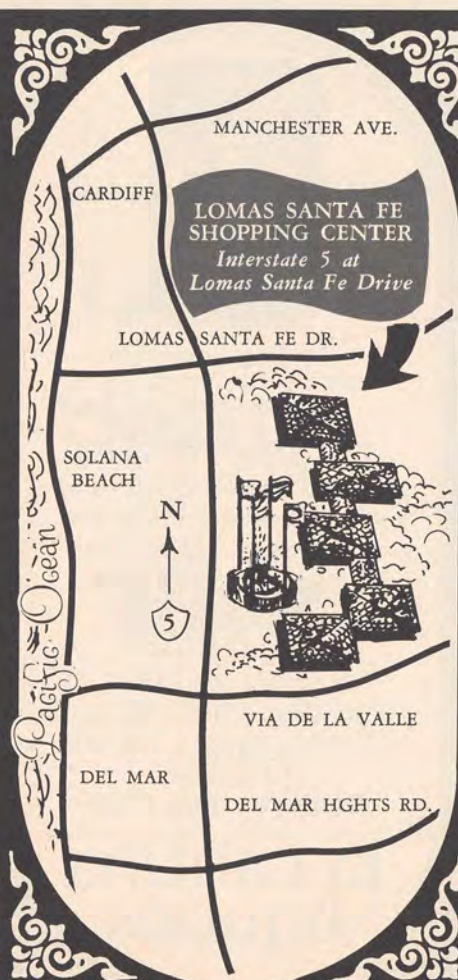 MANCHESTER AVE.
CARDIFF
LOMAS SANTA FE
SHOPPING CENTER
Interstate 5 at
Lomas Santa Fe Drive
LOMAS SANTA FE DR.
SOLANA
BEACH
N
5
Pacific Ocean
VIA DE LA VALLE
DEL MAR
DEL MAR HGHTS RD.